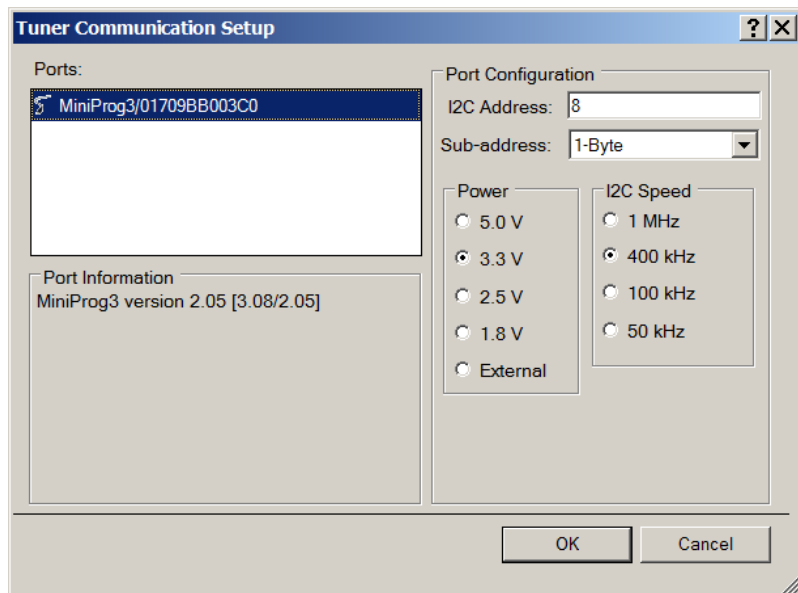 Tuner Communication Setup
Ports:
MiniProg3/01709BB003C0
Port Information
MiniProg3 version 2.05 [3.08/2.05]
Port Configuration
I2C Address: 8
Sub-address: 1-Byte
Power
5.0 V
3.3 V
2.5 V
1.8 V
External
I2C Speed
1 MHz
400 kHz
100 kHz
50 kHz
OK
Cancel